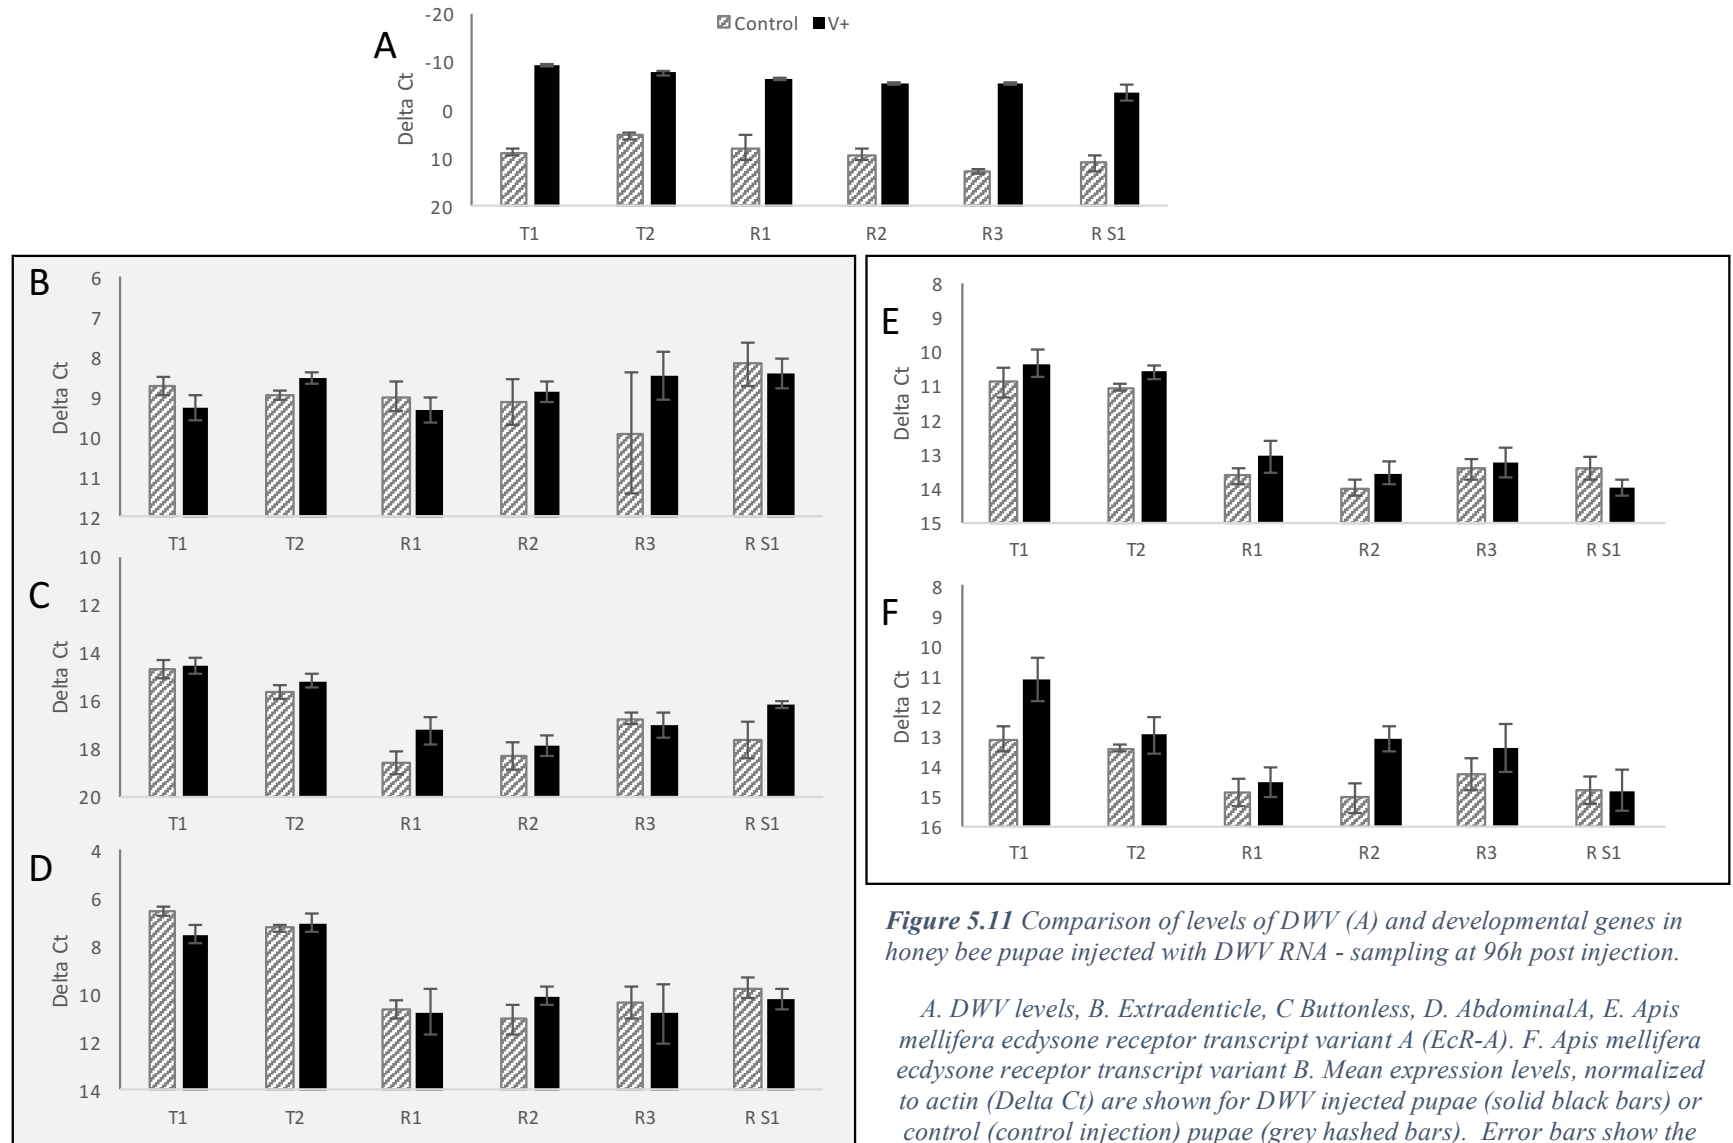 A
Control V+
Delta Ct
-20
-10
0
10
20
T1 T2 R1 R2 R3 R S1
B
Delta Ct
6
7
8
9
10
11
12
T1 T2 R1 R2 R3 R S1
C
Delta Ct
10
12
14
16
18
20
T1 T2 R1 R2 R3 R S1
D
Delta Ct
4
6
8
10
12
14
T1 T2 R1 R2 R3 R S1
E
Delta Ct
8
9
10
11
12
13
14
15
T1 T2 R1 R2 R3 R S1
F
Delta Ct
8
9
10
11
12
13
14
15
16
T1 T2 R1 R2 R3 R S1
Figure 5.11 Comparison of levels of DWV (A) and developmental genes in
honey bee pupae injected with DWV RNA - sampling at 96h post injection.
A. DWV levels, B. Extradenticle, C Buttonless, D. AbdominalA, E. Apis
mellifera ecdysone receptor transcript variant A (EcR-A). F. Apis mellifera
ecdysone receptor transcript variant B. Mean expression levels, normalized
to actin (Delta Ct) are shown for DWV injected pupae (solid black bars) or
control (control injection) pupae (grey hashed bars). Error bars show the